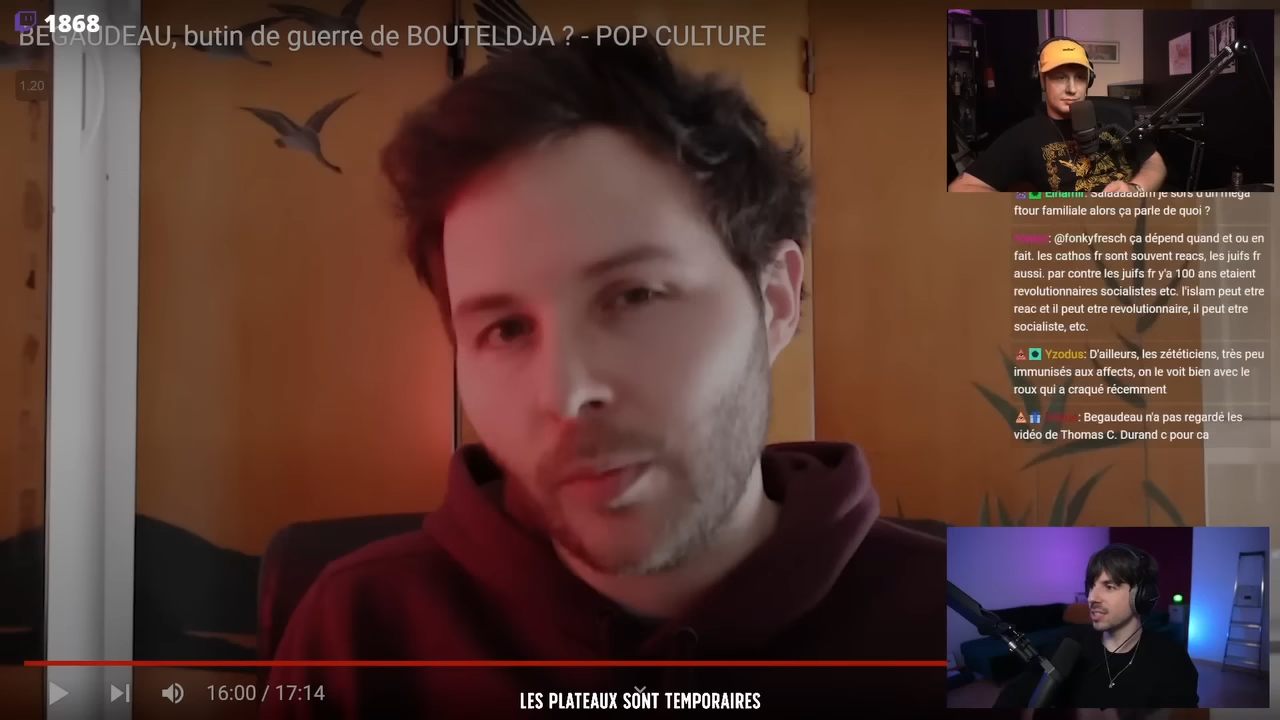 1868
BEGAUDEAU, butin de guerre de BOUTELDJA ? - POP CULTURE
1.20
Elhamir: Salaaaaaam je sors d'un mega
ftour familiale alors ça parle de quoi ?
: @fonkyfresch ça dépend quand et ou en
fait. les cathos fr sont souvent reacs, les juifs fr
aussi. par contre les juifs fr y'a 100 ans etaient
revolutionnaires socialistes etc. l'islam peut etre
reac et il peut etre revolutionnaire, il peut etre
socialiste, etc.
Yzodus: D'ailleurs, les zététiciens, très peu
immunisés aux affects, on le voit bien avec le
roux qui a craqué récemment
: Begaudeau n'a pas regardé les
vidéo de Thomas C. Durand c pour ca
16:00 / 17:14
LES PLATEAUX SONT TEMPORAIRES